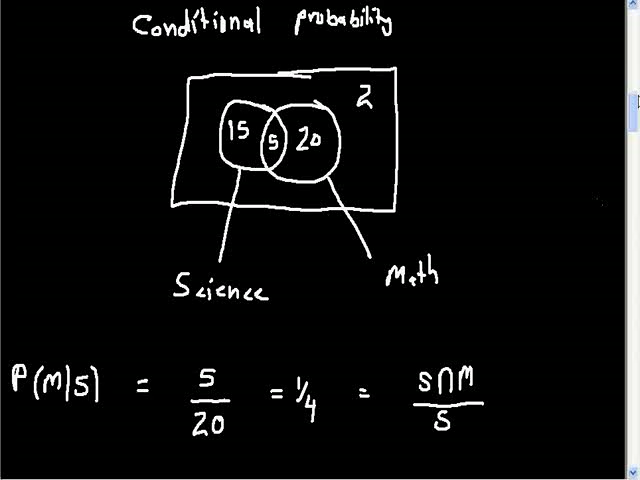 Conditional probability
2
15 5 20
Science Math
P(M|S) = 5/20 = 1/4 = S∩M/S